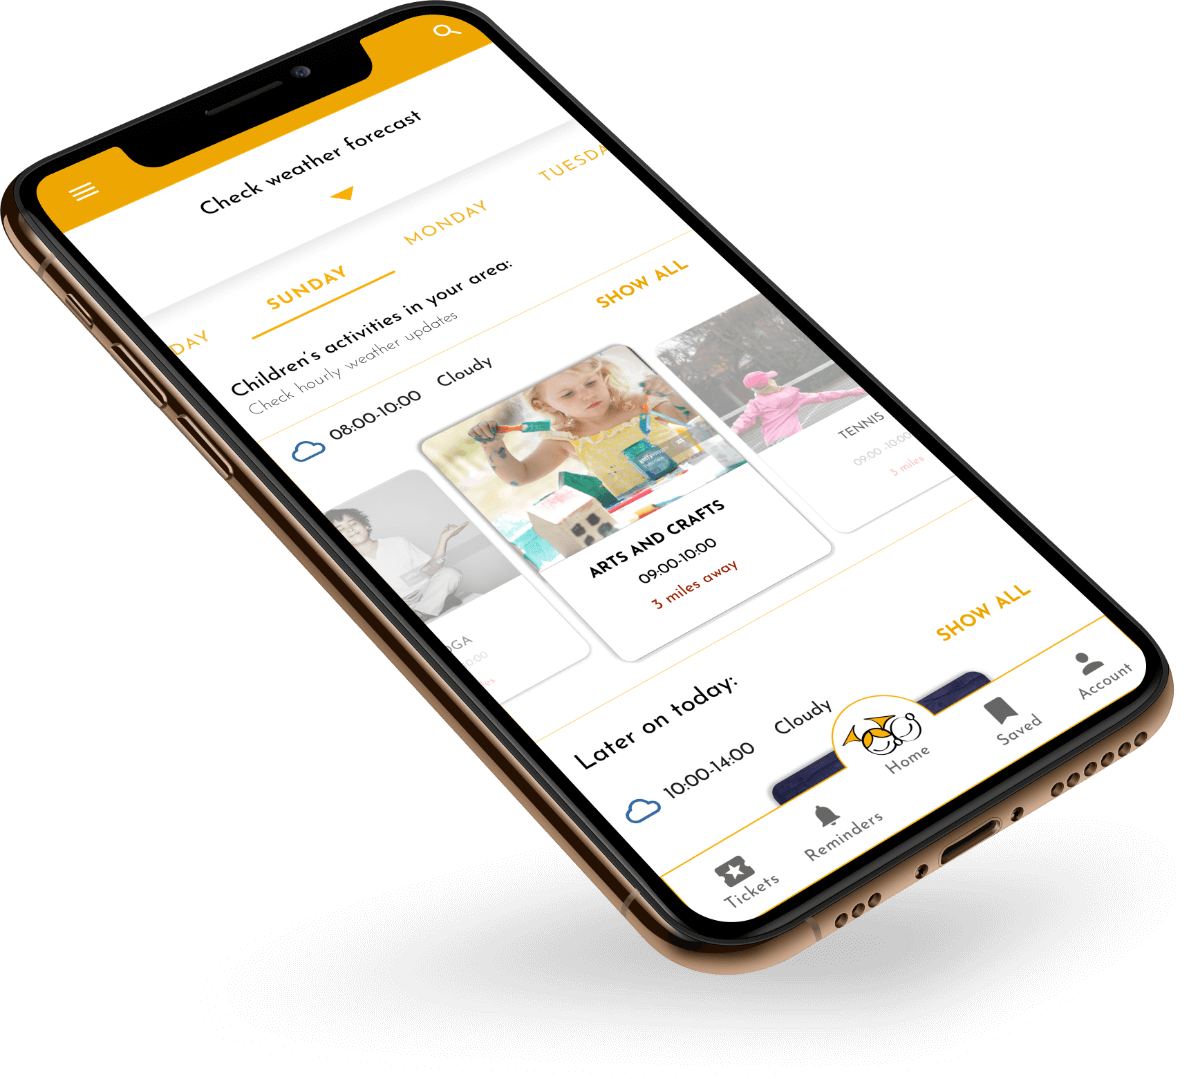 Check weather forecast
DAY
SUNDAY
MONDAY
TUESDA
Children's activities in your area:
Check hourly weather updates
SHOW ALL
08:00-10:00
Cloudy
OGA
ARTS AND CRAFTS
09:00-10:00
3 miles away
TENNIS
09:00 -10:00
3 miles
Later on today:
SHOW ALL
10:00-14:00
Cloudy
Tickets
Reminders
Home
Saved
Account